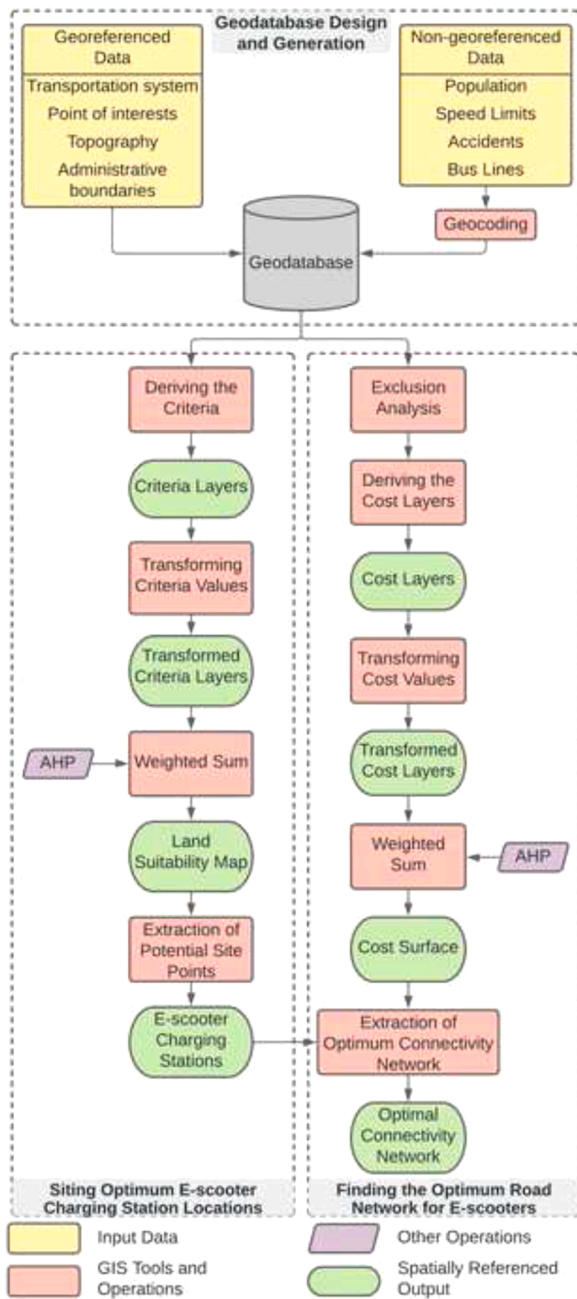 Geodatabase Design
and Generation
Georeferenced
Data
Transportation system
Point of interests
Topography
Administrative
boundaries
Non-georeferenced
Data
Population
Speed Limits
Accidents
Bus Lines
Geocoding
Geodatabase
Deriving the
Criteria
Criteria Layers
Transforming
Criteria Values
Transformed
Criteria Layers
AHP
Weighted Sum
Land
Suitability Map
Extraction of
Potential Site
Points
E-scooter
Charging
Stations
Siting Optimum E-scooter
Charging Station Locations
Exclusion
Analysis
Deriving the
Cost Layers
Cost Layers
Transforming
Cost Values
Transformed
Cost Layers
Weighted
Sum
AHP
Cost Surface
Extraction of
Optimum Connectivity
Network
Optimal
Connectivity
Network
Finding the Optimum Road
Network for E-scooters
Input Data
GIS Tools and
Operations
Other Operations
Spatially Referenced
Output